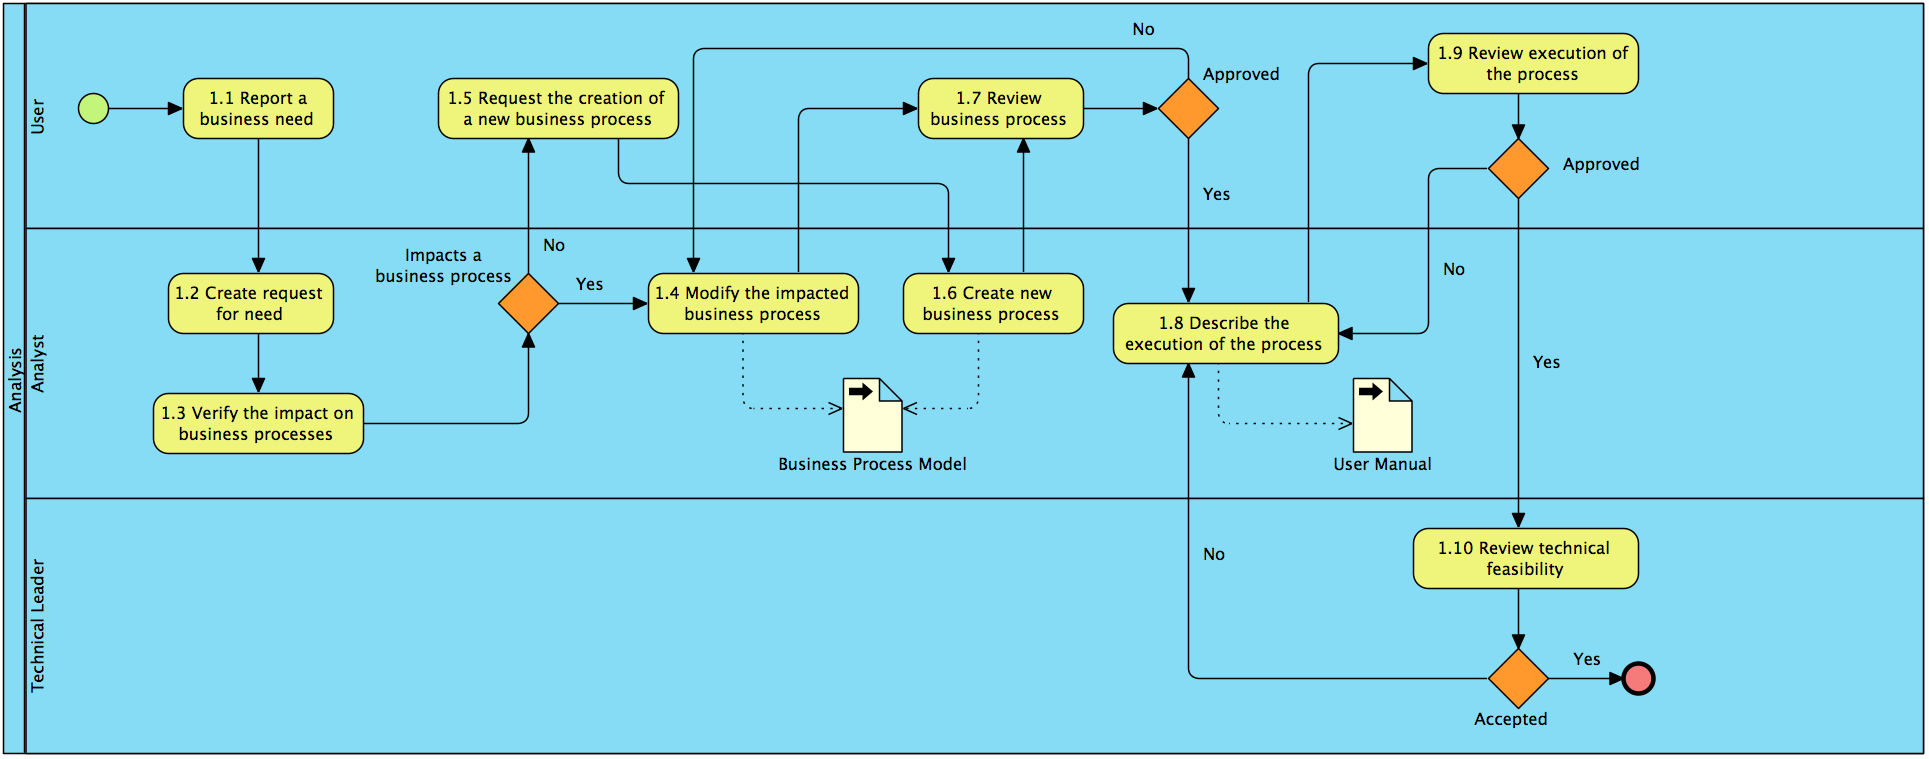 Analysis
User
1.1 Report a
business need
1.5 Request the creation of
a new business process
1.7 Review
business process
No
Approved
Yes
1.9 Review execution of
the process
Approved
Analyst
1.2 Create request
for need
1.3 Verify the impact on
business processes
Impacts a
business process
No
Yes
1.4 Modify the impacted
business process
1.6 Create new
business process
Business Process Model
1.8 Describe the
execution of the process
No
Yes
User Manual
Technical Leader
No
1.10 Review technical
feasibility
Yes
Accepted